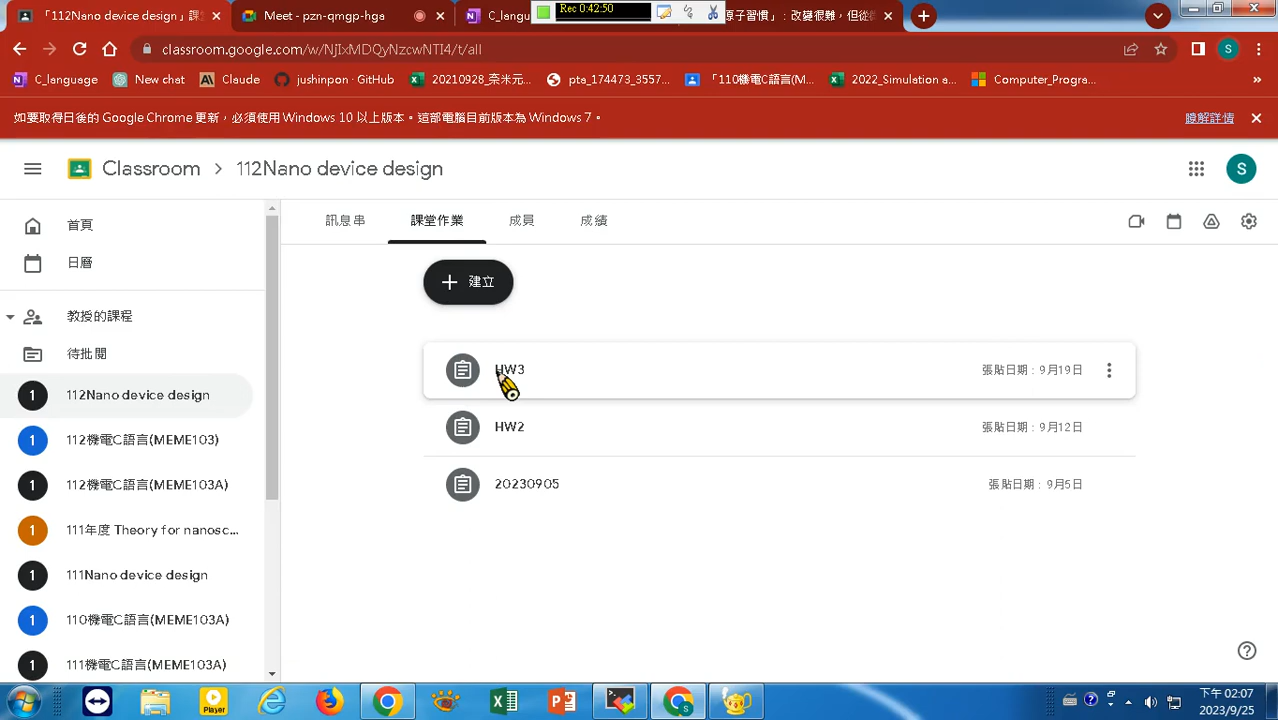 「112Nano device design」課
Meet - pzn-qmgp-hga
C_langu
Rec 0:42:50
原子習慣」：改變很難，但從
classroom.google.com/w/NjIxMDQyNzcwNTI4/t/all
C_language
New chat
Claude
jushinpon · GitHub
20210928_奈米元...
pta_174473_3557...
「110機電C語言(M...
2022_Simulation a...
Computer_Progra...
»
如要取得日後的 Google Chrome 更新，必須使用 Windows 10 以上版本。這部電腦目前版本為 Windows 7。
瞭解詳情
Classroom
112Nano device design
S
首頁
日曆
教授的課程
待批閱
1 112Nano device design
1 112機電C語言(MEME103)
1 112機電C語言(MEME103A)
1 111年度 Theory for nanosc...
1 111Nano device design
1 110機電C語言(MEME103A)
1 111機電C語言(MEME103A)
訊息串
課堂作業
成員
成績
建立
HW3
張貼日期：9月19日
HW2
張貼日期：9月12日
20230905
張貼日期：9月5日
Player
下午 02:07
2023/9/25